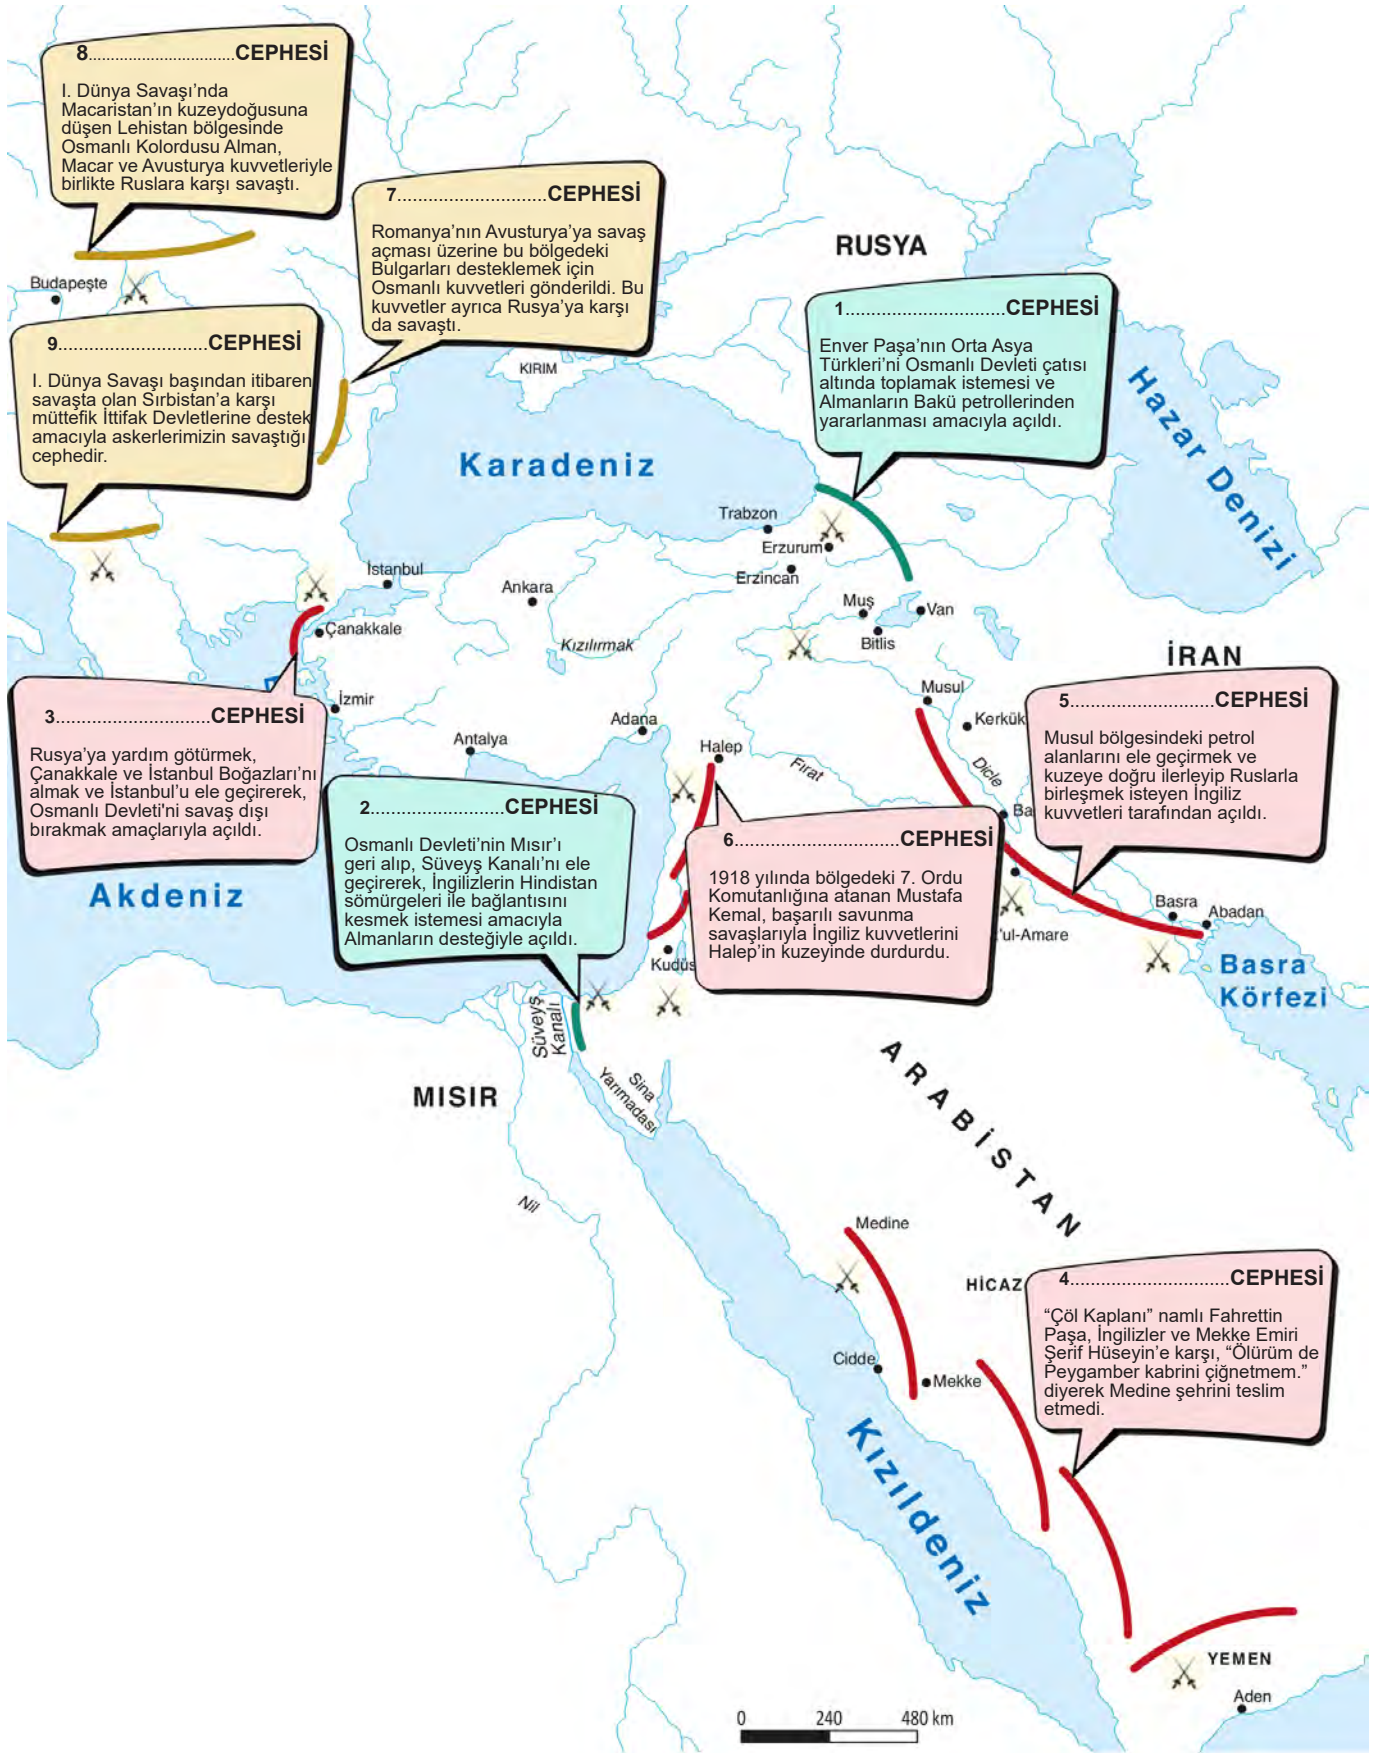 8.................................CEPHESİ
I. Dünya Savaşı’nda
Macaristan’ın kuzeydoğusuna
düşen Lehistan bölgesinde
Osmanlı Kolordusu Alman,
Macar ve Avusturya kuvvetleriyle
birlikte Ruslara karşı savaştı.
7.............................CEPHESİ
Romanya’nın Avusturya’ya savaş
açması üzerine bu bölgedeki
Bulgarları desteklemek için
Osmanlı kuvvetleri gönderildi. Bu
kuvvetler ayrıca Rusya’ya karşı
da savaştı.
RUSYA
Budapeşte
1...............................CEPHESİ
Enver Paşa’nın Orta Asya
Türkleri’ni Osmanlı Devleti çatısı
altında toplamak istemesi ve
Almanların Bakü petrollerinden
yararlanması amacıyla açıldı.
9.............................CEPHESİ
I. Dünya Savaşı başından itibaren
savaşta olan Sırbistan’a karşı
müttefik İttifak Devletlerine destek
amacıyla askerlerimizin savaştığı
cephedir.
KIRIM
Hazar Denizi
Karadeniz
Trabzon
Erzurum
Erzincan
İstanbul
Ankara
Muş
Van
Bitlis
Çanakkale
Kızılırmak
İRAN
3..............................CEPHESİ
Rusya’ya yardım götürmek,
Çanakkale ve İstanbul Boğazları’nı
almak ve İstanbul’u ele geçirerek,
Osmanlı Devleti'ni savaş dışı
bırakmak amaçlarıyla açıldı.
İzmir
Musul
Kerkük
Adana
Antalya
Halep
Fırat
Dicle
Ba
5...........................CEPHESİ
Musul bölgesindeki petrol
alanlarını ele geçirmek ve
kuzeye doğru ilerleyip Ruslarla
birleşmek isteyen İngiliz
kuvvetleri tarafından açıldı.
2..........................CEPHESİ
Osmanlı Devleti’nin Mısır’ı
geri alıp, Süveyş Kanalı’nı ele
geçirerek, İngilizlerin Hindistan
sömürgeleri ile bağlantısını
kesmek istemesi amacıyla
Almanların desteğiyle açıldı.
6................................CEPHESİ
1918 yılında bölgedeki 7. Ordu
Komutanlığına atanan Mustafa
Kemal, başarılı savunma
savaşlarıyla İngiliz kuvvetlerini
Halep’in kuzeyinde durdurdu.
Akdeniz
Basra
Abadan
'ul-Amare
Kudüs
Basra
Körfezi
Süveyş
Kanalı
Sina
Yarımadası
MISIR
ARABİSTAN
Nil
Medine
HİCAZ
4...............................CEPHESİ
“Çöl Kaplanı” namlı Fahrettin
Paşa, İngilizler ve Mekke Emiri
Şerif Hüseyin’e karşı, “Ölürüm de
Peygamber kabrini çiğnetmem.”
diyerek Medine şehrini teslim
etmedi.
Cidde
Mekke
Kızıldeniz
YEMEN
Aden
0 240 480 km